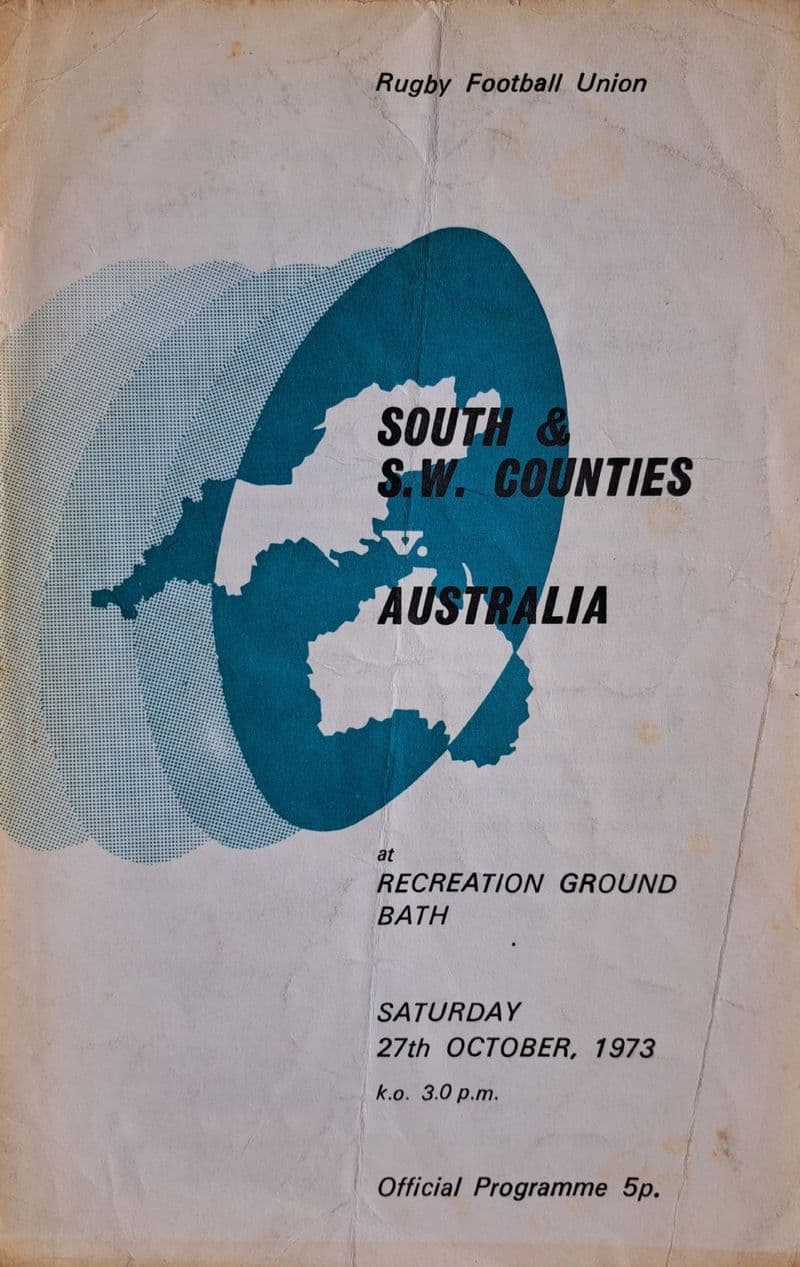 Rugby Football Union
SOUTH &
S.W. COUNTIES
v.
AUSTRALIA
at
RECREATION GROUND
BATH
SATURDAY
27th OCTOBER, 1973
k.o. 3.0 p.m.
Official Programme 5p.